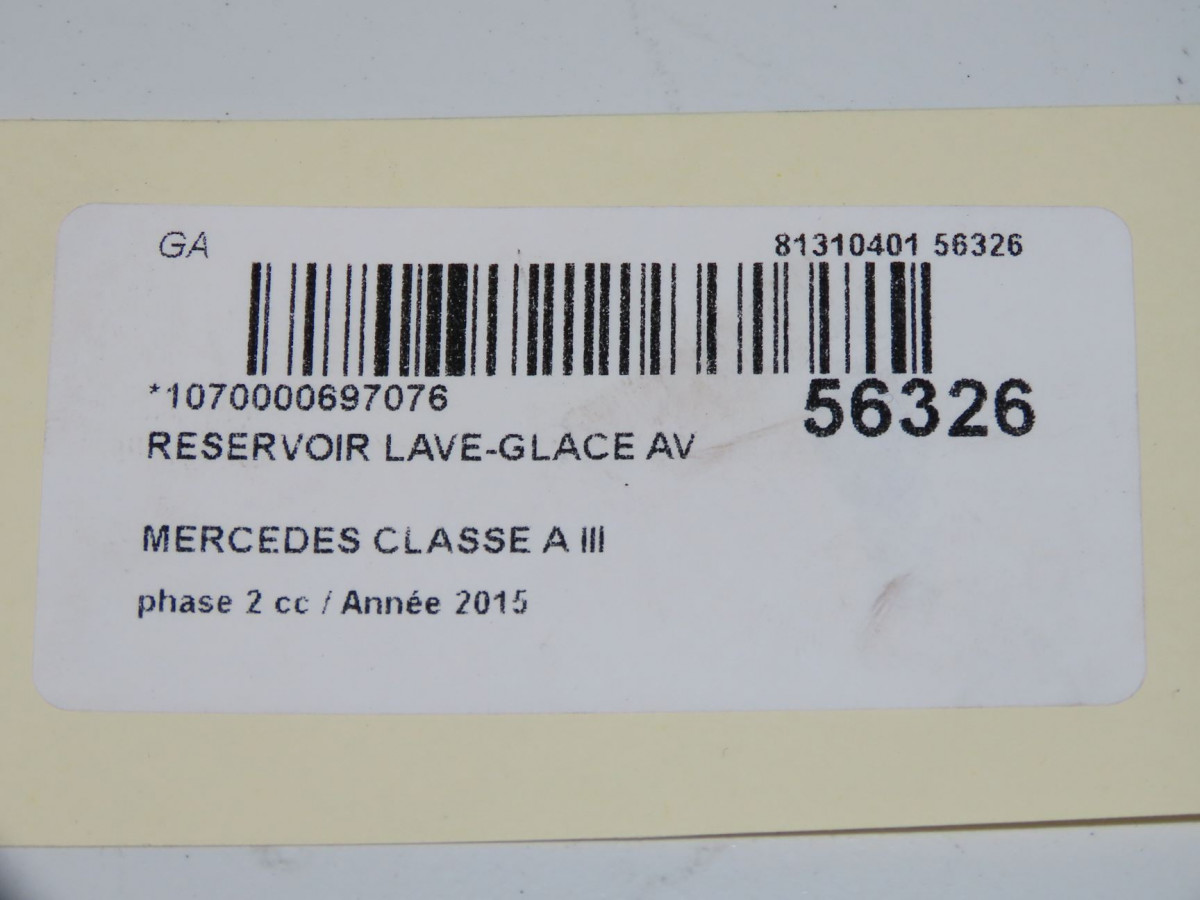 GA
81310401 56326
*1070000697076
56326
RESERVOIR LAVE-GLACE AV
MERCEDES CLASSE A III
phase 2 cc / Année 2015